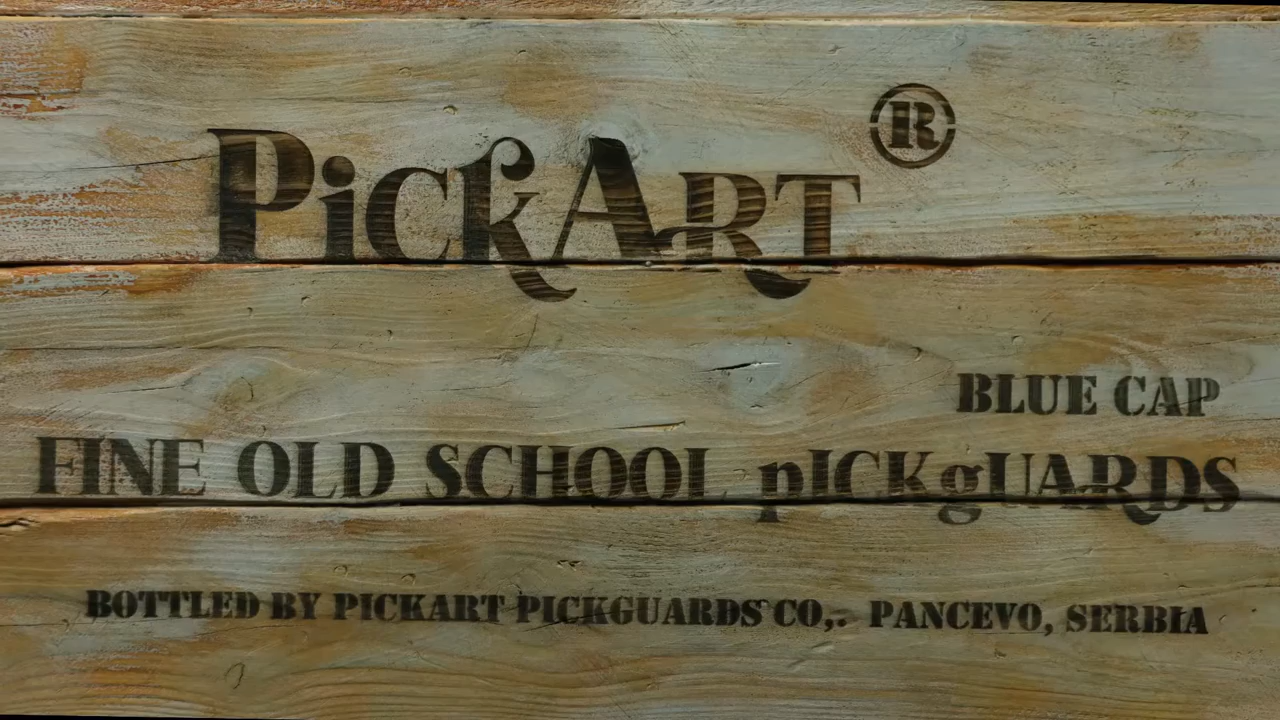 PickART ®
BLUE CAP
FINE OLD SCHOOL pICKgUARDS
BOTTLED BY PICKART PICKGUARDS CO,. PANCEVO, SERBIA